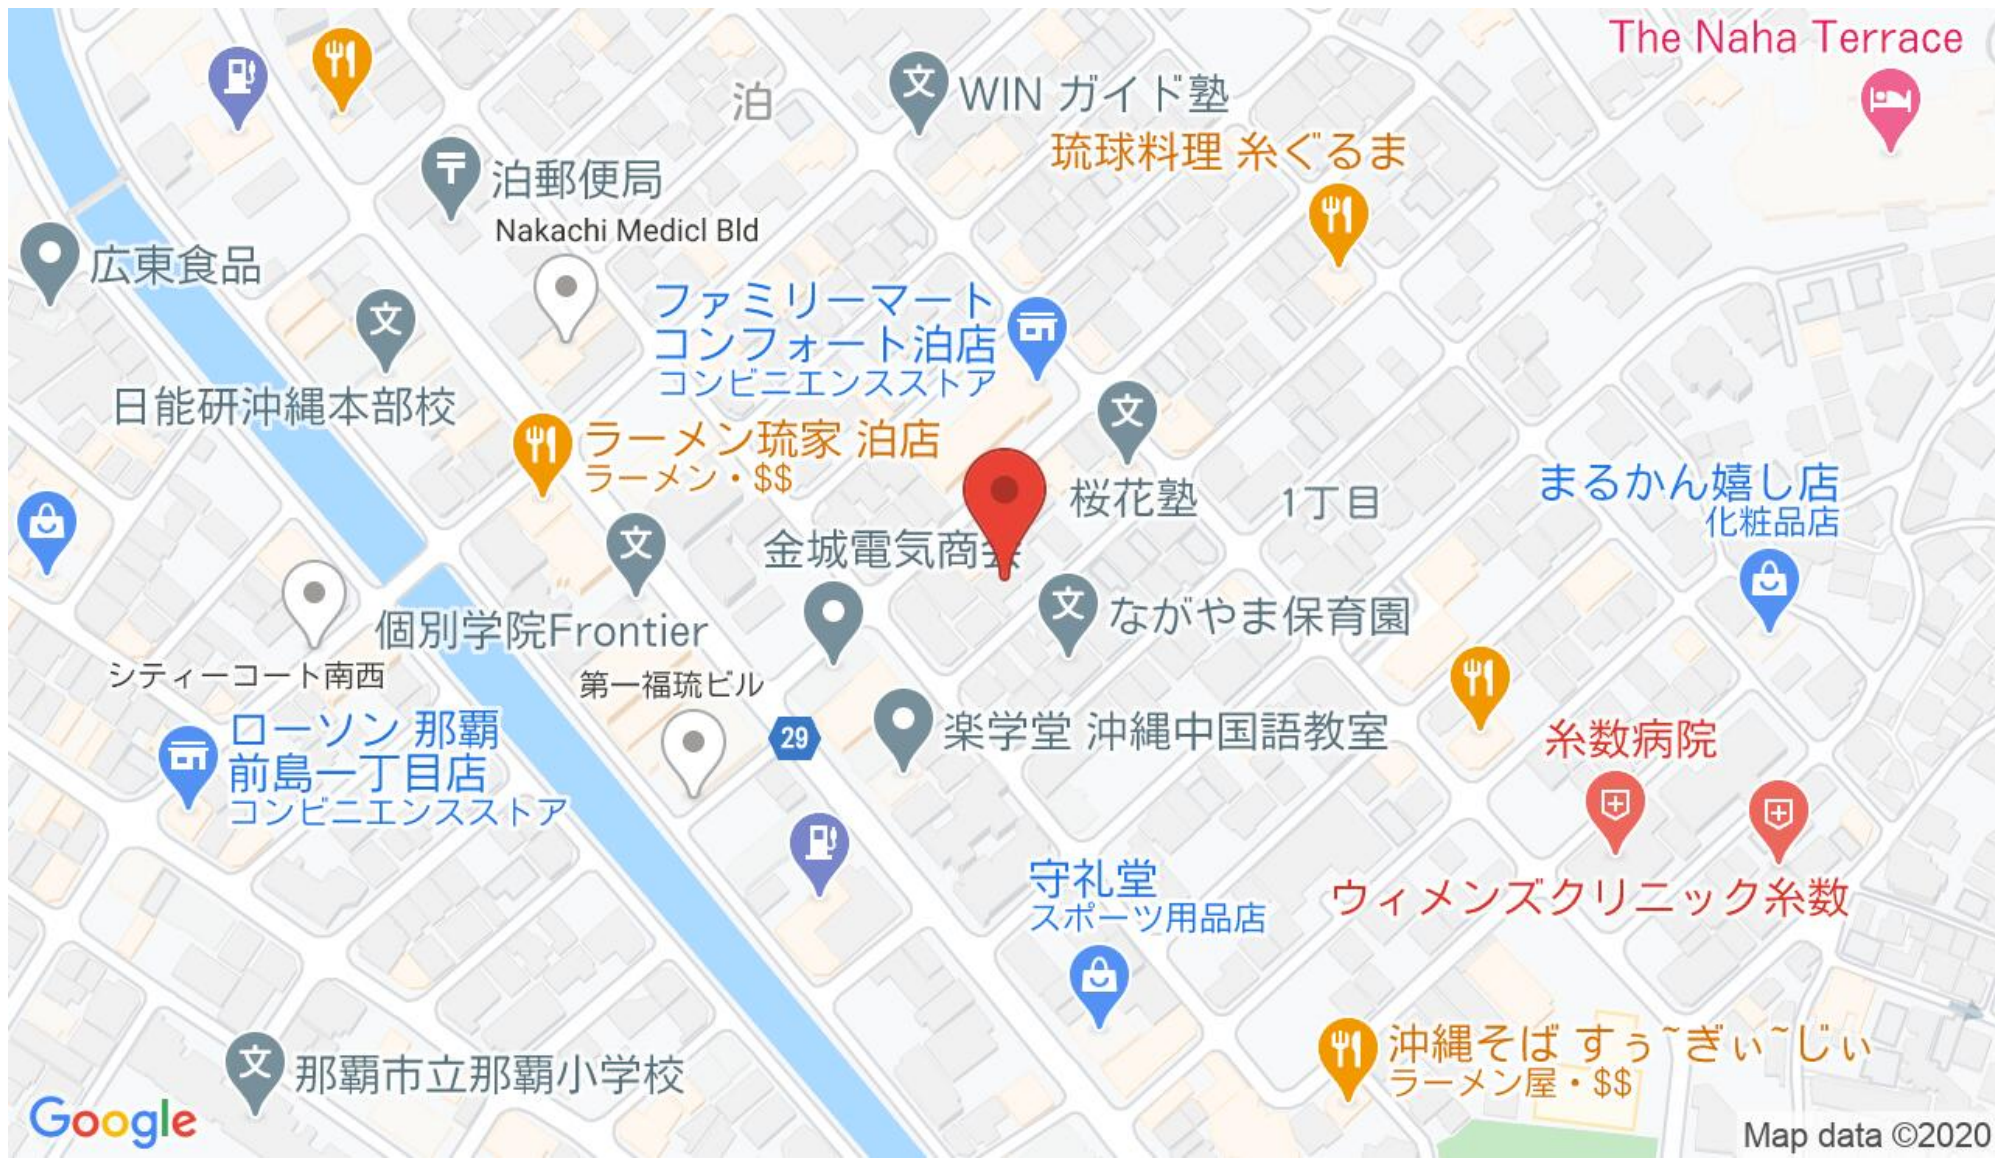 The Naha Terrace
泊
WIN ガイド塾
琉球料理 糸ぐるま
泊郵便局
Nakachi Medicl Bld
広東食品
ファミリーマート
コンフォート泊店
コンビニエンスストア
日能研沖縄本部校
ラーメン琉家 泊店
ラーメン・$$
桜花塾
1丁目
まるかん嬉し店
化粧品店
金城電気商会
個別学院Frontier
ながやま保育園
シティーコート南西
第一福琉ビル
ローソン 那覇
前島一丁目店
コンビニエンスストア
29
楽学堂 沖縄中国語教室
糸数病院
ウィメンズクリニック糸数
守礼堂
スポーツ用品店
沖縄そば すぅ~ぎぃ~じぃ
ラーメン屋・$$
那覇市立那覇小学校
Google
Map data ©2020